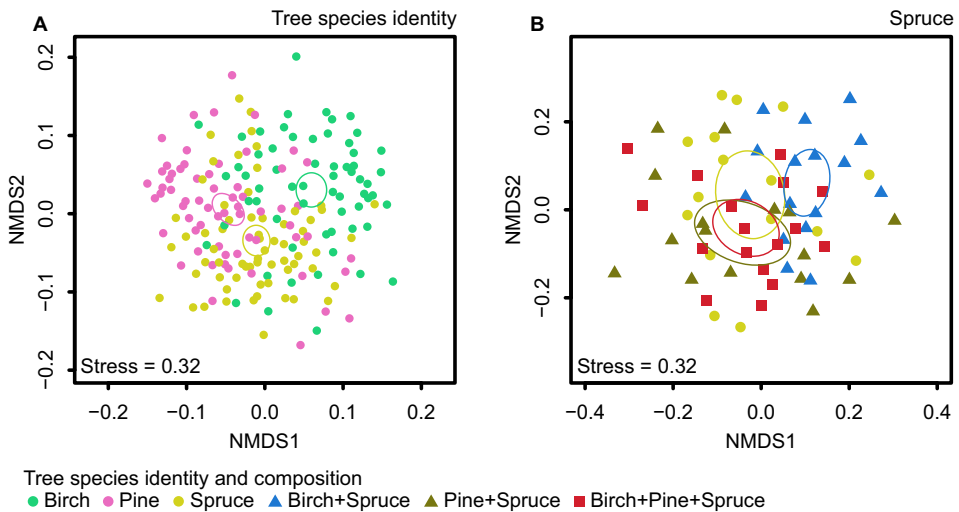 A Tree species identity
NMDS2
0.2
0.1
0.0
−0.1
−0.2
Stress = 0.32
−0.2 −0.1 0.0 0.1 0.2
NMDS1
B Spruce
NMDS2
0.2
0.0
−0.2
Stress = 0.32
−0.4 −0.2 0.0 0.2 0.4
NMDS1
Tree species identity and composition
Birch Pine Spruce Birch+Spruce Pine+Spruce Birch+Pine+Spruce